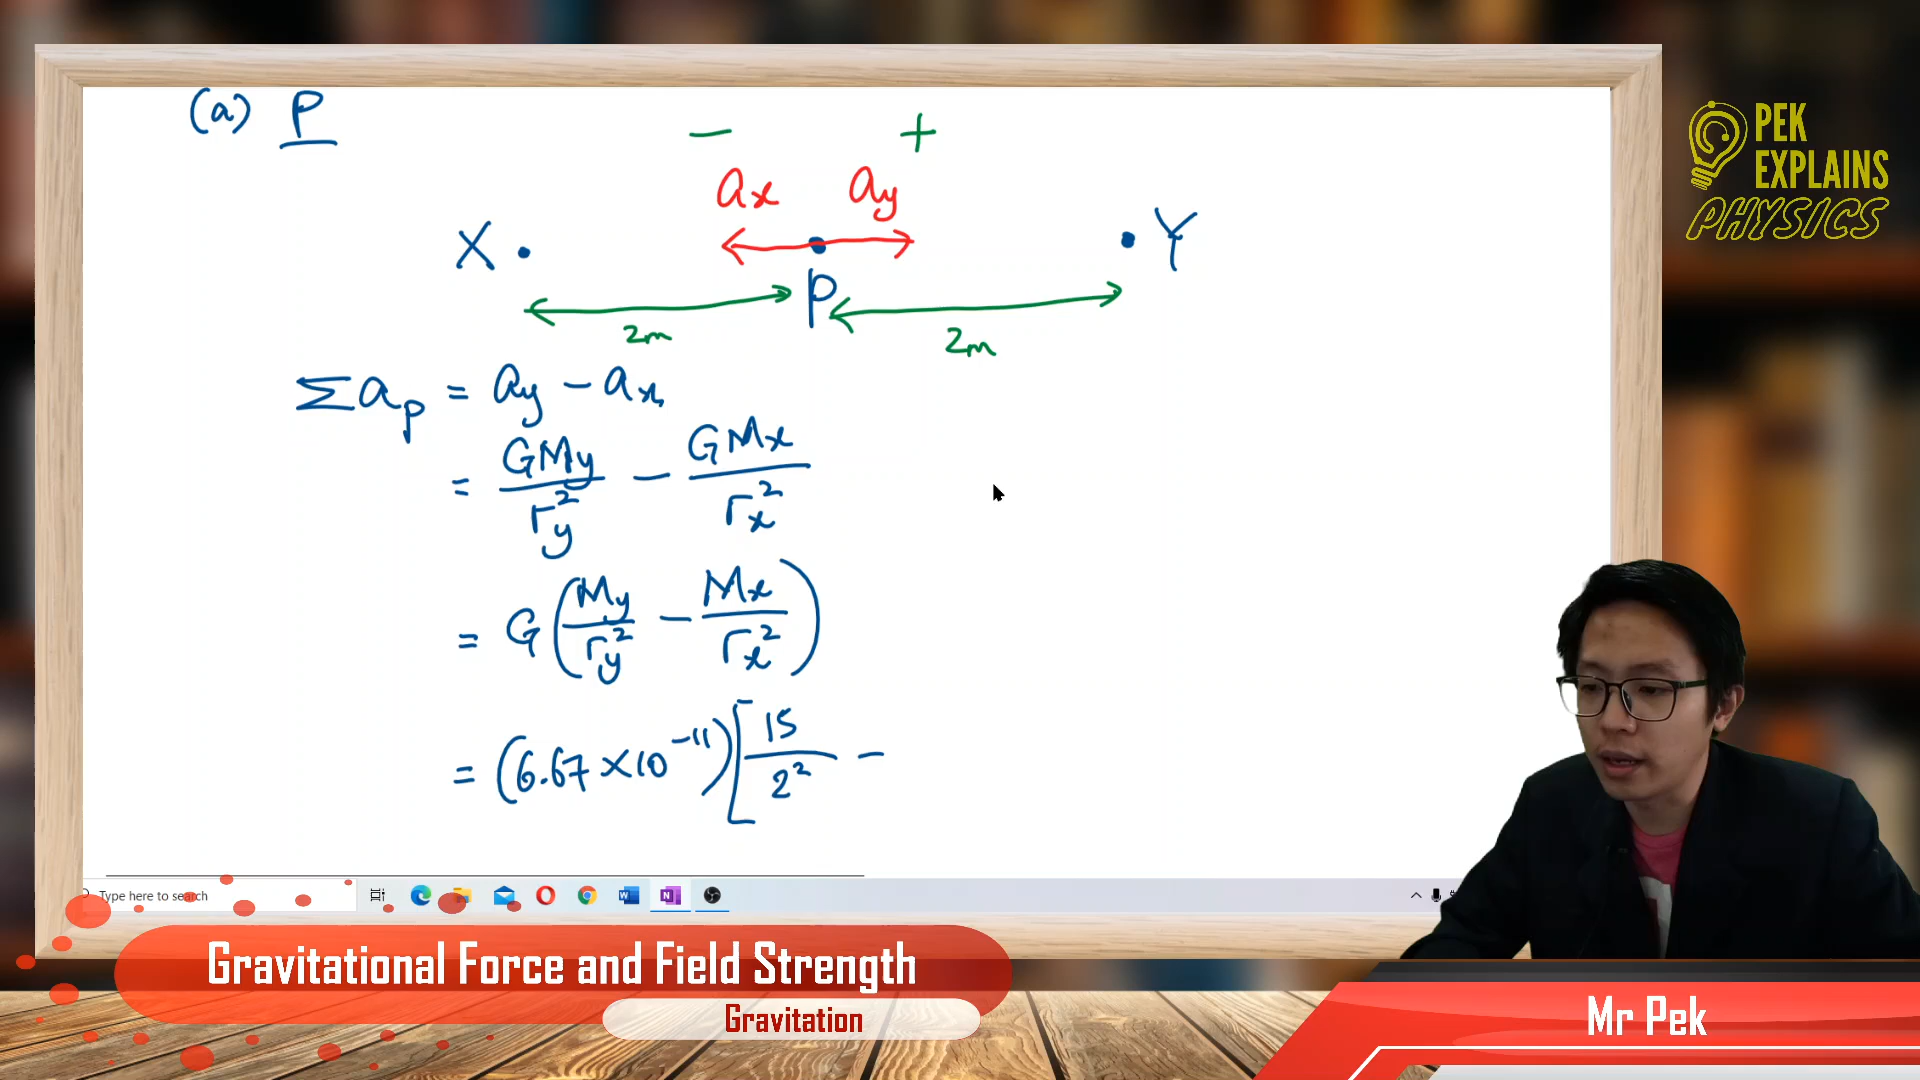 (a) P
− +
ax ay
X Y
P
2m 2m
Σap = ay − ax
= GMy/ry² − GMx/rx²
= G(My/ry² − Mx/rx²)
= (6.67 × 10⁻¹¹)[15/2² −
PEK
EXPLAINS
PHYSICS
Type here to search
Gravitational Force and Field Strength
Gravitation
Mr Pek